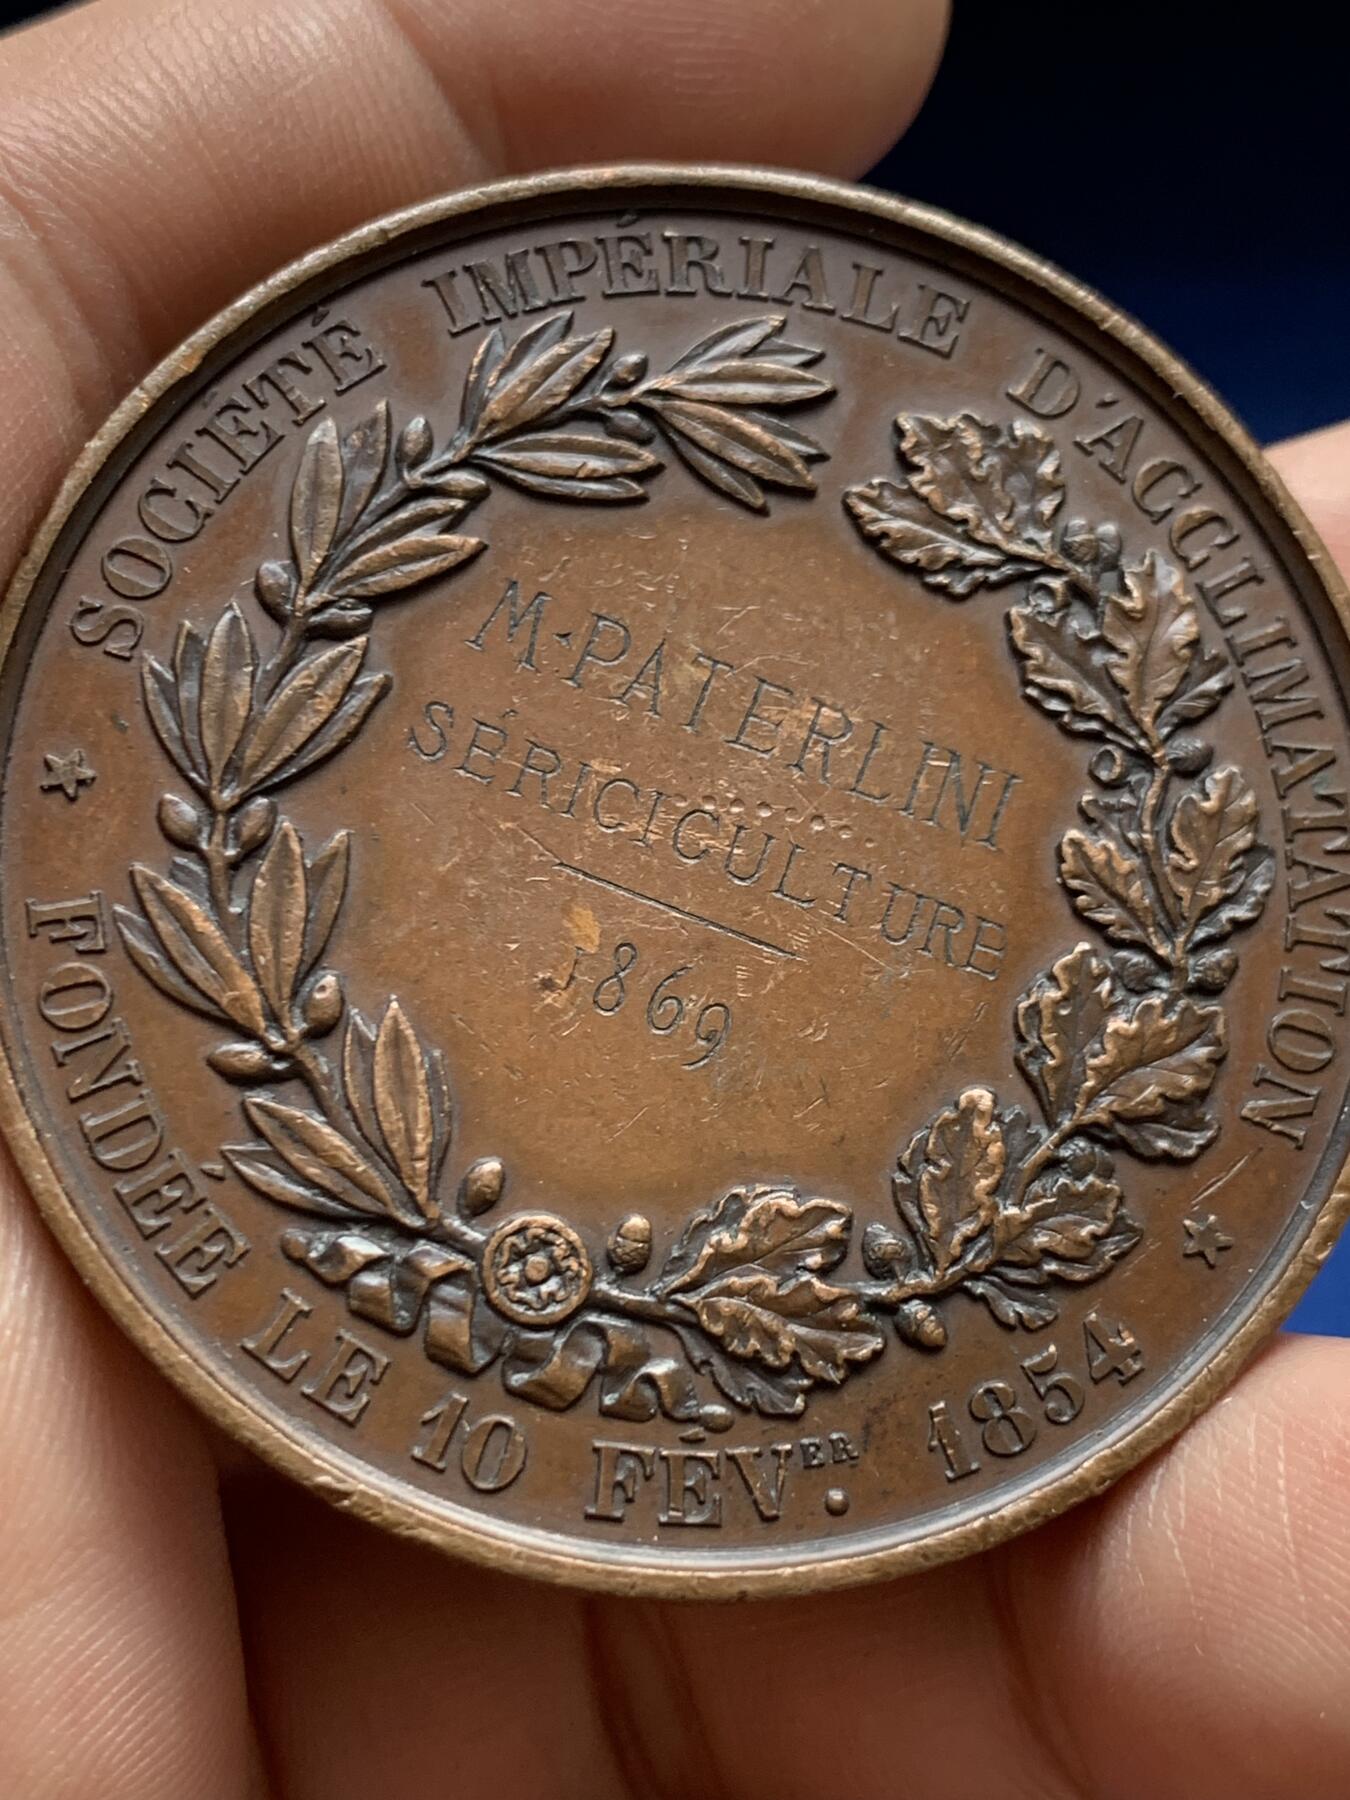 SOCIÉTÉ IMPÉRIALE D'ACCLIMATATION
M. PATERLINI
SÉRICICULTURE
1869
FONDÉE LE 10 FÉVER. 1854